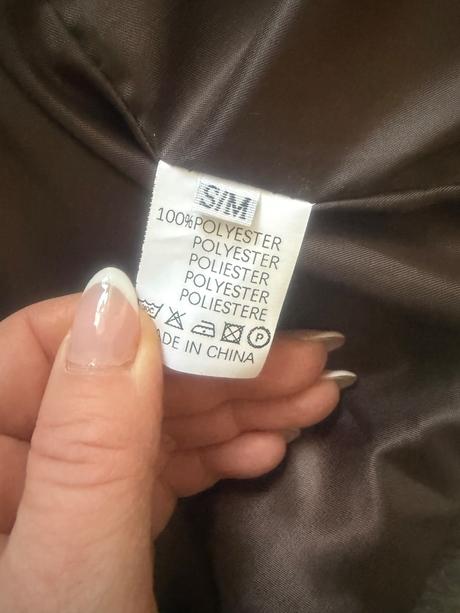 S/M
100%POLYESTER
POLYESTER
POLIESTER
POLYESTER
POLIESTERE
P
ADE IN CHINA